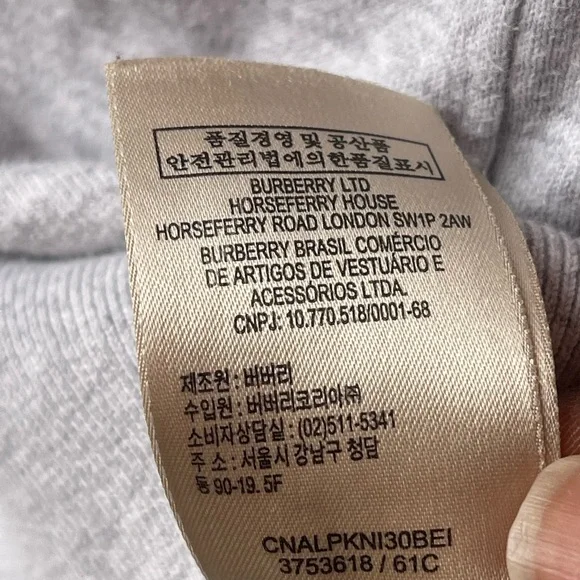 품질경영 및 공산품
안전관리법에의한품질표시
BURBERRY LTD
HORSEFERRY HOUSE
HORSEFERRY ROAD LONDON SW1P 2AW
BURBERRY BRASIL COMÉRCIO
DE ARTIGOS DE VESTUÁRIO E
ACESSÓRIOS LTDA.
CNPJ: 10.770.518/0001-68
제조원 : 버버리
수입원 : 버버리코리아㈜
소비자상담실 : (02)511-5341
주 소 : 서울시 강남구 청담
동 90-19. 5F
CNALPKNI30BEI
3753618 / 61C